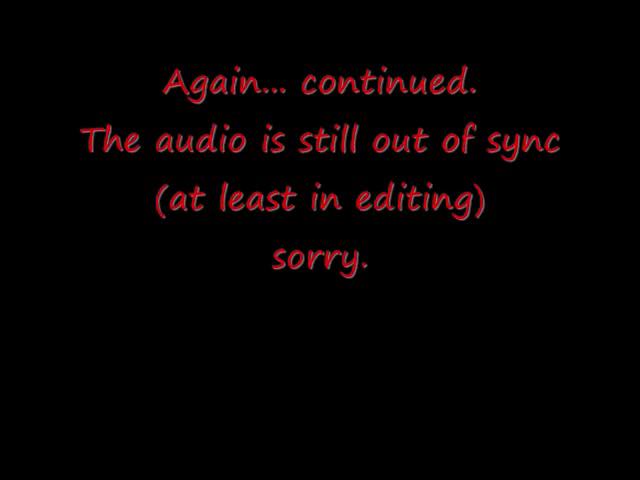 Again... continued.
The audio is still out of sync
(at least in editing)
sorry.